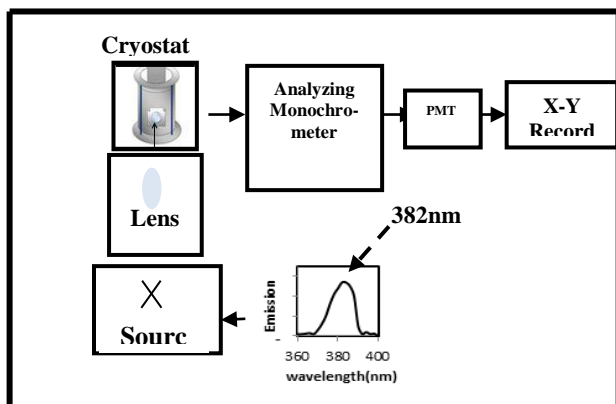 Cryostat
Analyzing
Monochro-
meter
PMT
X-Y
Record
Lens
382nm
Sourc
Emission
360 380 400
wavelength(nm)